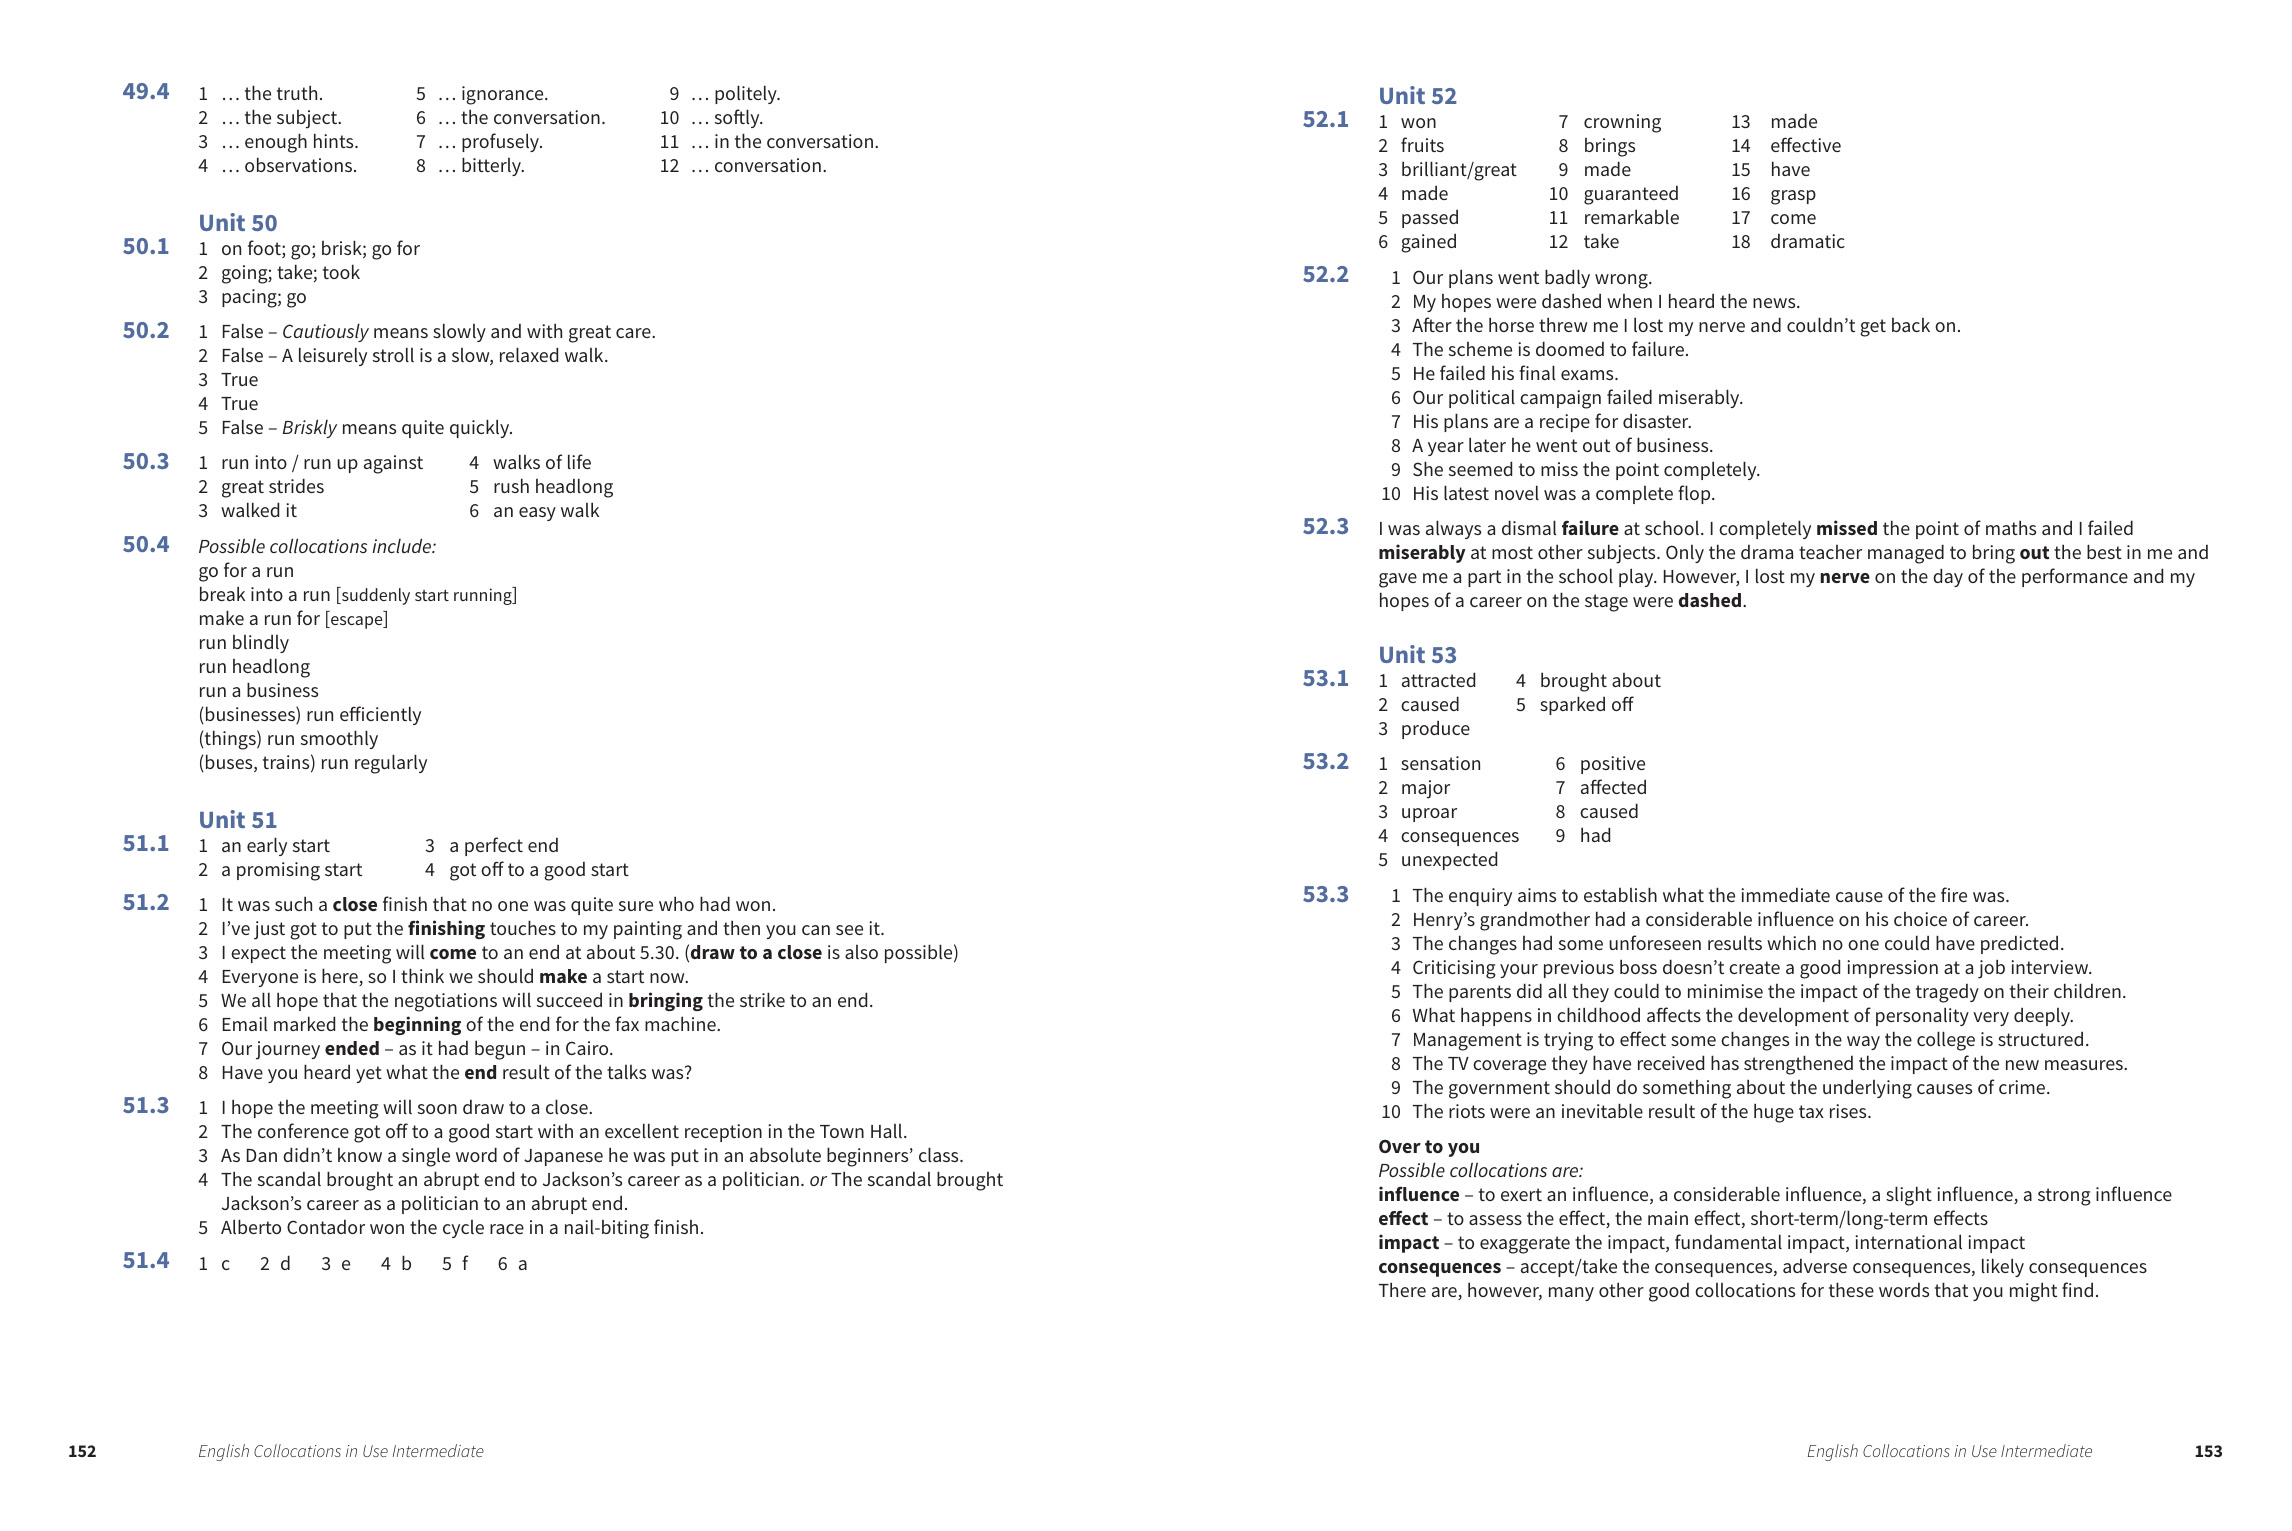 49.4 1 … the truth. 5 … ignorance. 9 … politely.
2 … the subject. 6 … the conversation. 10 … softly.
3 … enough hints. 7 … profusely. 11 … in the conversation.
4 … observations. 8 … bitterly. 12 … conversation.
Unit 50
50.1 1 on foot; go; brisk; go for
2 going; take; took
3 pacing; go
50.2 1 False – Cautiously means slowly and with great care.
2 False – A leisurely stroll is a slow, relaxed walk.
3 True
4 True
5 False – Briskly means quite quickly.
50.3 1 run into / run up against 4 walks of life
2 great strides 5 rush headlong
3 walked it 6 an easy walk
50.4 Possible collocations include:
go for a run
break into a run [suddenly start running]
make a run for [escape]
run blindly
run headlong
run a business
(businesses) run efficiently
(things) run smoothly
(buses, trains) run regularly
Unit 51
51.1 1 an early start 3 a perfect end
2 a promising start 4 got off to a good start
51.2 1 It was such a close finish that no one was quite sure who had won.
2 I’ve just got to put the finishing touches to my painting and then you can see it.
3 I expect the meeting will come to an end at about 5.30. (draw to a close is also possible)
4 Everyone is here, so I think we should make a start now.
5 We all hope that the negotiations will succeed in bringing the strike to an end.
6 Email marked the beginning of the end for the fax machine.
7 Our journey ended – as it had begun – in Cairo.
8 Have you heard yet what the end result of the talks was?
51.3 1 I hope the meeting will soon draw to a close.
2 The conference got off to a good start with an excellent reception in the Town Hall.
3 As Dan didn’t know a single word of Japanese he was put in an absolute beginners’ class.
4 The scandal brought an abrupt end to Jackson’s career as a politician. or The scandal brought
Jackson’s career as a politician to an abrupt end.
5 Alberto Contador won the cycle race in a nail-biting finish.
51.4 1 c 2 d 3 e 4 b 5 f 6 a
152 English Collocations in Use Intermediate
Unit 52
52.1 1 won 7 crowning 13 made
2 fruits 8 brings 14 effective
3 brilliant/great 9 made 15 have
4 made 10 guaranteed 16 grasp
5 passed 11 remarkable 17 come
6 gained 12 take 18 dramatic
52.2 1 Our plans went badly wrong.
2 My hopes were dashed when I heard the news.
3 After the horse threw me I lost my nerve and couldn’t get back on.
4 The scheme is doomed to failure.
5 He failed his final exams.
6 Our political campaign failed miserably.
7 His plans are a recipe for disaster.
8 A year later he went out of business.
9 She seemed to miss the point completely.
10 His latest novel was a complete flop.
52.3 I was always a dismal failure at school. I completely missed the point of maths and I failed
miserably at most other subjects. Only the drama teacher managed to bring out the best in me and
gave me a part in the school play. However, I lost my nerve on the day of the performance and my
hopes of a career on the stage were dashed.
Unit 53
53.1 1 attracted 4 brought about
2 caused 5 sparked off
3 produce
53.2 1 sensation 6 positive
2 major 7 affected
3 uproar 8 caused
4 consequences 9 had
5 unexpected
53.3 1 The enquiry aims to establish what the immediate cause of the fire was.
2 Henry’s grandmother had a considerable influence on his choice of career.
3 The changes had some unforeseen results which no one could have predicted.
4 Criticising your previous boss doesn’t create a good impression at a job interview.
5 The parents did all they could to minimise the impact of the tragedy on their children.
6 What happens in childhood affects the development of personality very deeply.
7 Management is trying to effect some changes in the way the college is structured.
8 The TV coverage they have received has strengthened the impact of the new measures.
9 The government should do something about the underlying causes of crime.
10 The riots were an inevitable result of the huge tax rises.
Over to you
Possible collocations are:
influence – to exert an influence, a considerable influence, a slight influence, a strong influence
effect – to assess the effect, the main effect, short-term/long-term effects
impact – to exaggerate the impact, fundamental impact, international impact
consequences – accept/take the consequences, adverse consequences, likely consequences
There are, however, many other good collocations for these words that you might find.
English Collocations in Use Intermediate 153